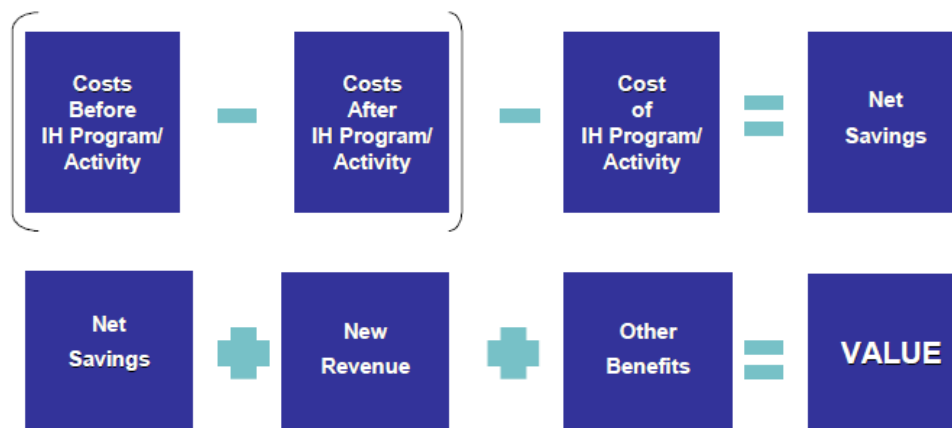 Costs
Before
IH Program/
Activity
Costs
After
IH Program/
Activity
Cost
of
IH Program/
Activity
Net
Savings
Net
Savings
New
Revenue
Other
Benefits
VALUE